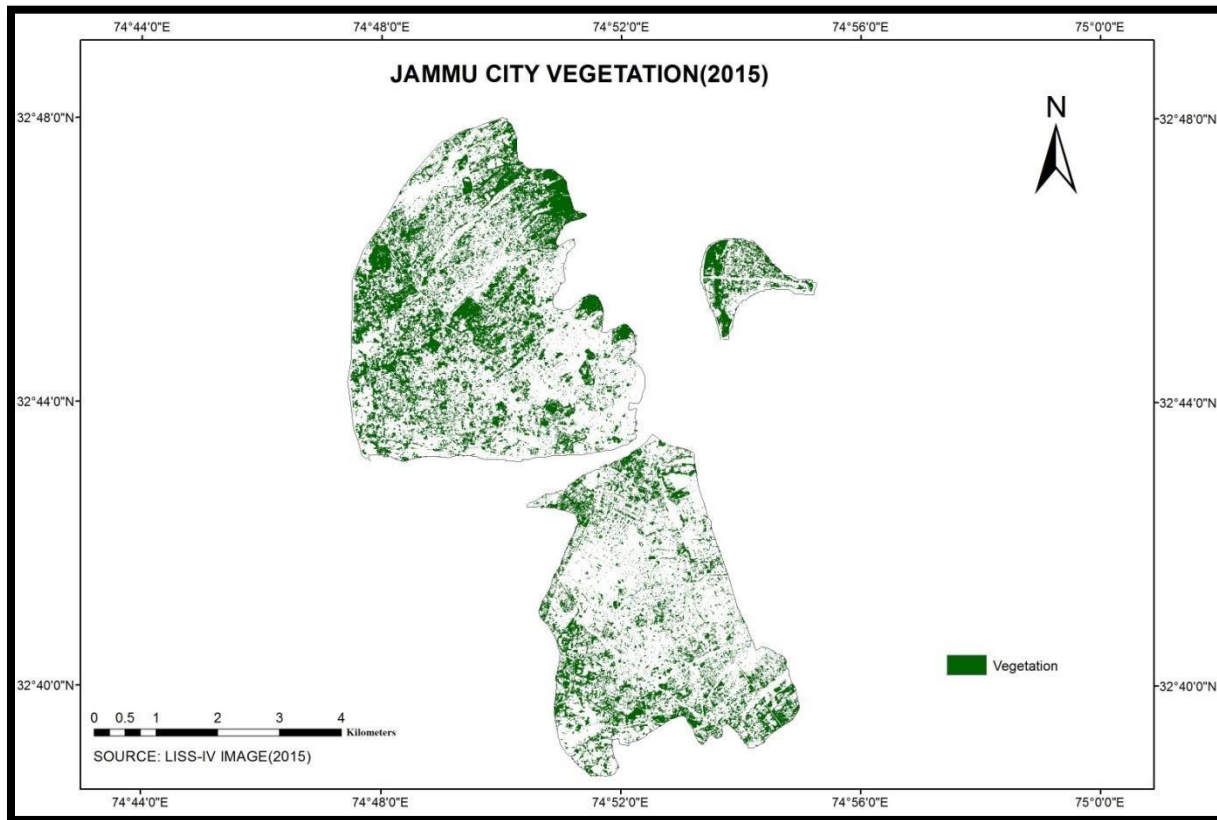 74°44'0"E 74°48'0"E 74°52'0"E 74°56'0"E 75°0'0"E
JAMMU CITY VEGETATION(2015)
N
32°48'0"N 32°48'0"N
32°44'0"N 32°44'0"N
Vegetation
32°40'0"N 32°40'0"N
0 0.5 1 2 3 4
Kilometers
SOURCE: LISS-IV IMAGE(2015)
74°44'0"E 74°48'0"E 74°52'0"E 74°56'0"E 75°0'0"E